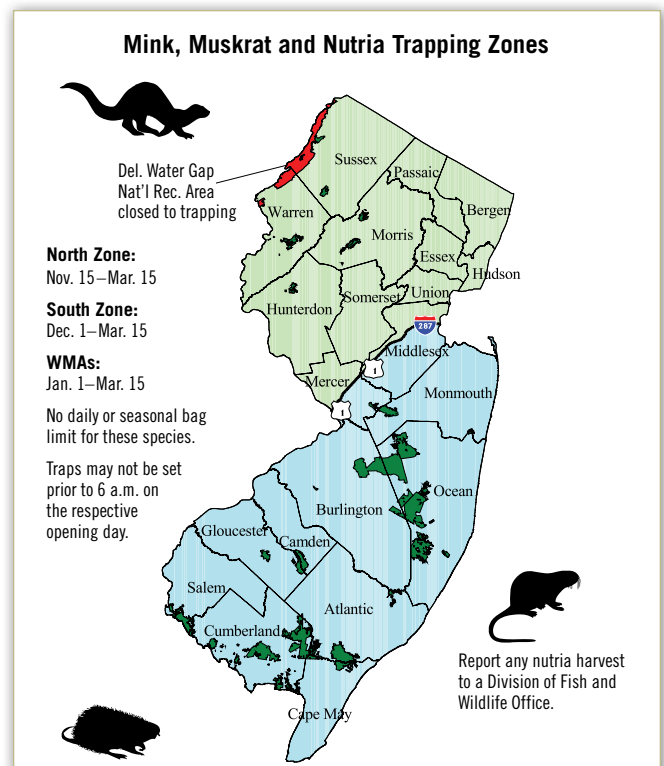 Mink, Muskrat and Nutria Trapping Zones
Del. Water Gap
Nat'l Rec. Area
closed to trapping
Sussex
Passaic
Bergen
Warren
Morris
Essex
Hudson
Union
Somerset
Hunterdon
287
Middlesex
1
Mercer
1
Monmouth
Ocean
Burlington
Gloucester
Camden
Salem
Atlantic
Cumberland
Cape May
North Zone:
Nov. 15–Mar. 15
South Zone:
Dec. 1–Mar. 15
WMAs:
Jan. 1–Mar. 15
No daily or seasonal bag
limit for these species.
Traps may not be set
prior to 6 a.m. on
the respective
opening day.
Report any nutria harvest
to a Division of Fish and
Wildlife Office.